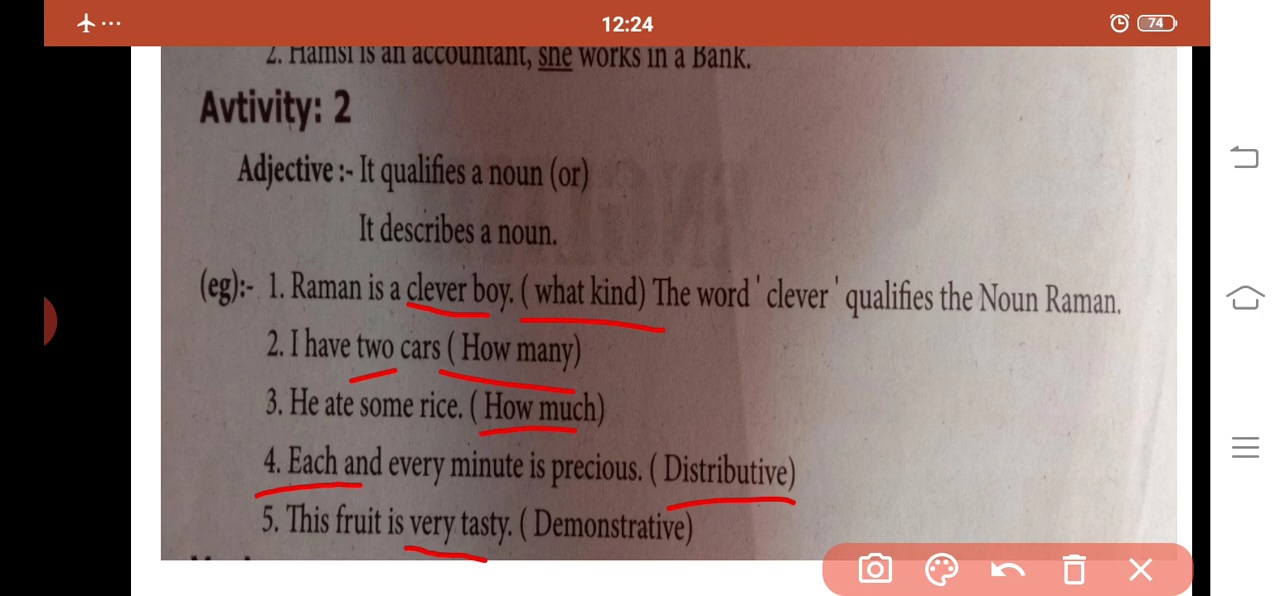 12:24
74
2. Hamsi is an accountant, she works in a Bank.
Avtivity: 2
Adjective :- It qualifies a noun (or)
It describes a noun.
(eg):- 1. Raman is a clever boy. ( what kind) The word ' clever ' qualifies the Noun Raman.
2. I have two cars ( How many)
3. He ate some rice. ( How much)
4. Each and every minute is precious. ( Distributive)
5. This fruit is very tasty. ( Demonstrative)